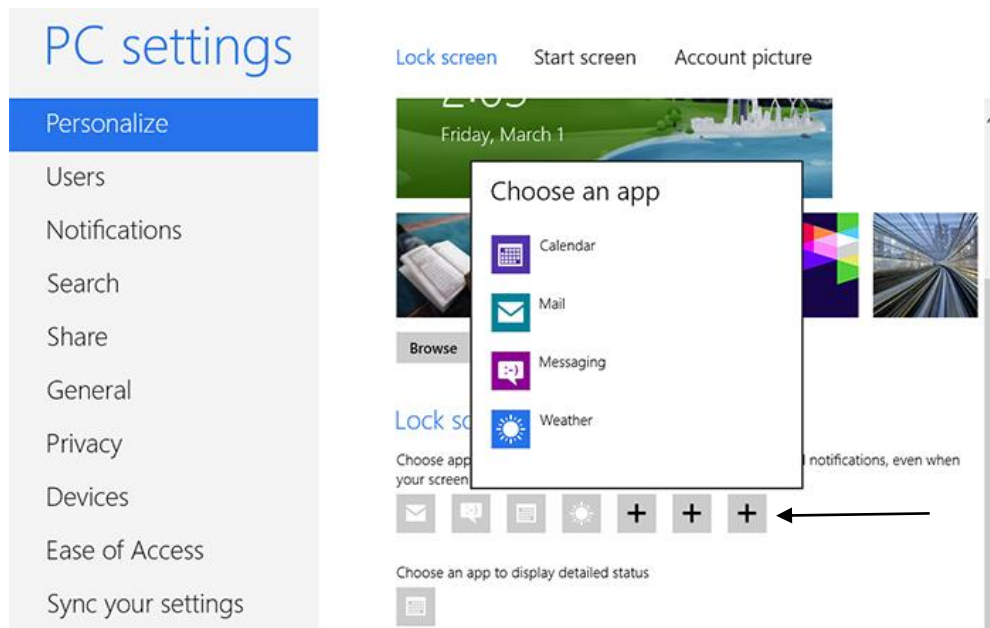 PC settings
Personalize
Users
Notifications
Search
Share
General
Privacy
Devices
Ease of Access
Sync your settings
Lock screen Start screen Account picture
Friday, March 1
Choose an app
Calendar
Mail
Messaging
Weather
Browse
Lock
Choose app notifications, even when
your screen
Choose an app to display detailed status